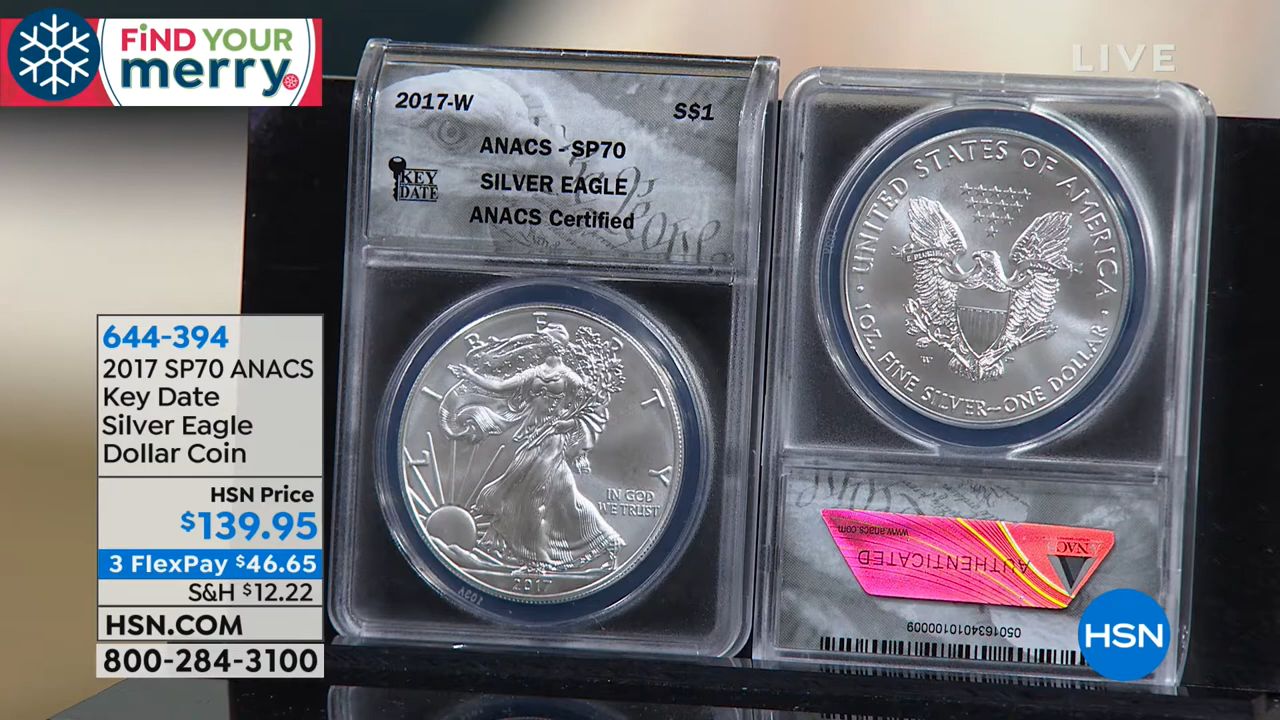 FiND YOUR
merry.
LIVE
644-394
2017 SP70 ANACS
Key Date
Silver Eagle
Dollar Coin
HSN Price
$139.95
3 FlexPay $46.65
S&H $12.22
HSN.COM
800-284-3100
2017-W
S$1
ANACS - SP70
KEY
DATE
SILVER EAGLE
ANACS Certified
LIBERTY
IN GOD
WE TRUST
2017
UNITED STATES OF AMERICA
1 OZ. FINE SILVER—ONE DOLLAR
W
www.anacs.com
AUTHENTICATED
ANACS
0501634010100009
HSN